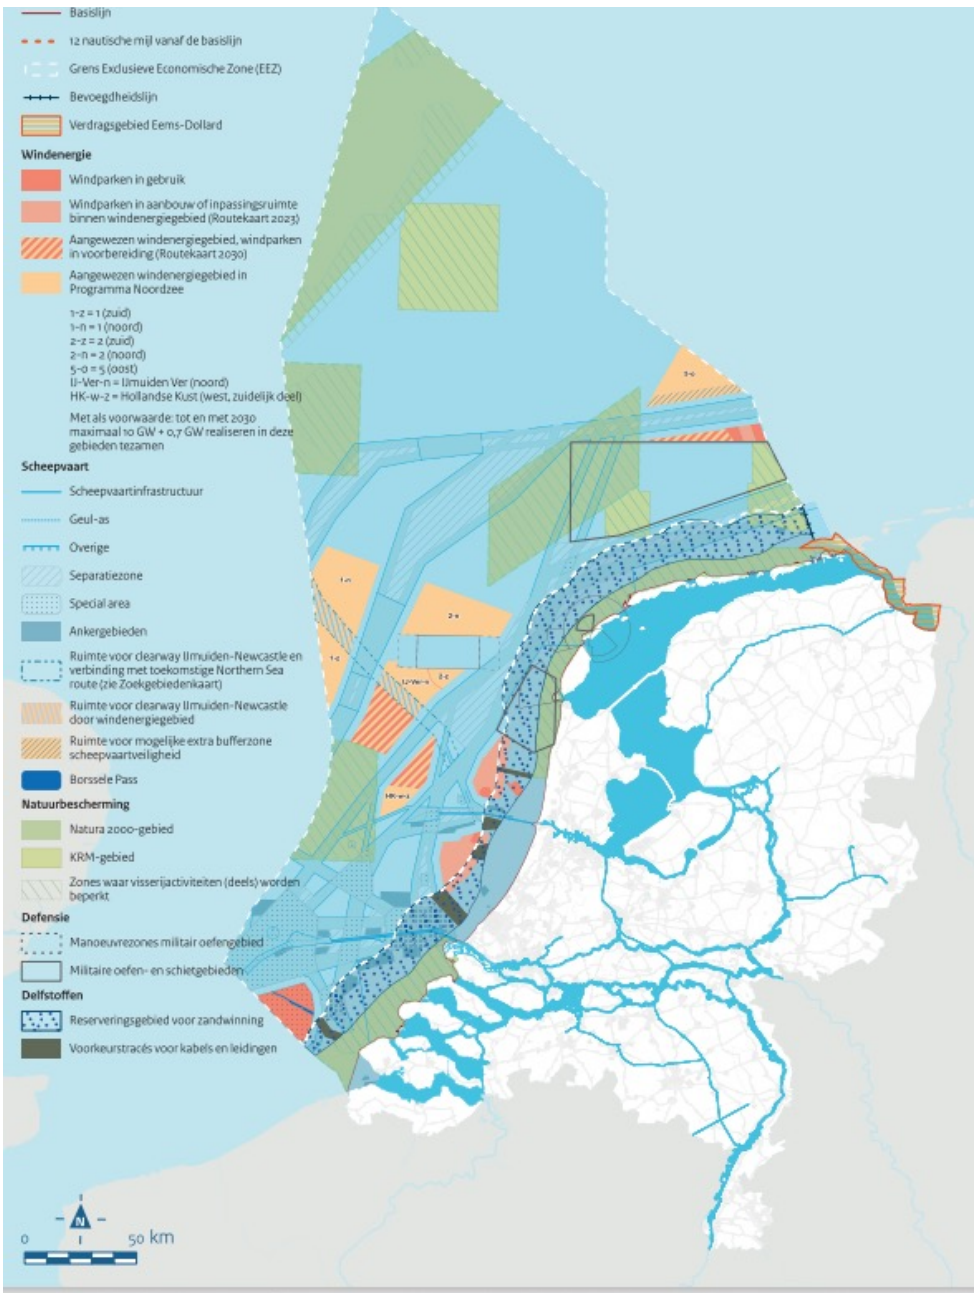 Basislijn
12 nautische mijl vanaf de basislijn
Grens Exclusieve Economische Zone (EEZ)
Bevoegdheidslijn
Verdragsgebied Eems-Dollard
Windenergie
Windparken in gebruik
Windparken in aanbouw of inpassingsruimte
binnen windenergiegebied (Routekaart 2023)
Aangewezen windenergiegebied, windparken
in voorbereiding (Routekaart 2030)
Aangewezen windenergiegebied in
Programma Noordzee
1-z = 1 (zuid)
1-n = 1 (noord)
2-z = 2 (zuid)
2-n = 2 (noord)
5-o = 5 (oost)
IJ-Ver-n = IJmuiden Ver (noord)
HK-w-z = Hollandse Kust (west, zuidelijk deel)
Met als voorwaarde: tot en met 2030
maximaal 10 GW + 0,7 GW realiseren in deze
gebieden tezamen
Scheepvaart
Scheepvaartinfrastructuur
Geul-as
Overige
Separatiezone
Special area
Ankergebieden
Ruimte voor clearway IJmuiden-Newcastle en
verbinding met toekomstige Northern Sea
route (zie Zoekgebiedenkaart)
Ruimte voor clearway IJmuiden-Newcastle
door windenergiegebied
Ruimte voor mogelijke extra bufferzone
scheepvaartveiligheid
Borssele Pass
Natuurbescherming
Natura 2000-gebied
KRM-gebied
Zones waar visserijactiviteiten (deels) worden
beperkt
Defensie
Manoeuvrezones militair oefengebied
Militaire oefen- en schietgebieden
Delfstoffen
Reserveringsgebied voor zandwinning
Voorkeurstracés voor kabels en leidingen
5-o
1-n
2-n
1-z
IJ-Ver-n
2-z
HK-w-z
N
0 50 km